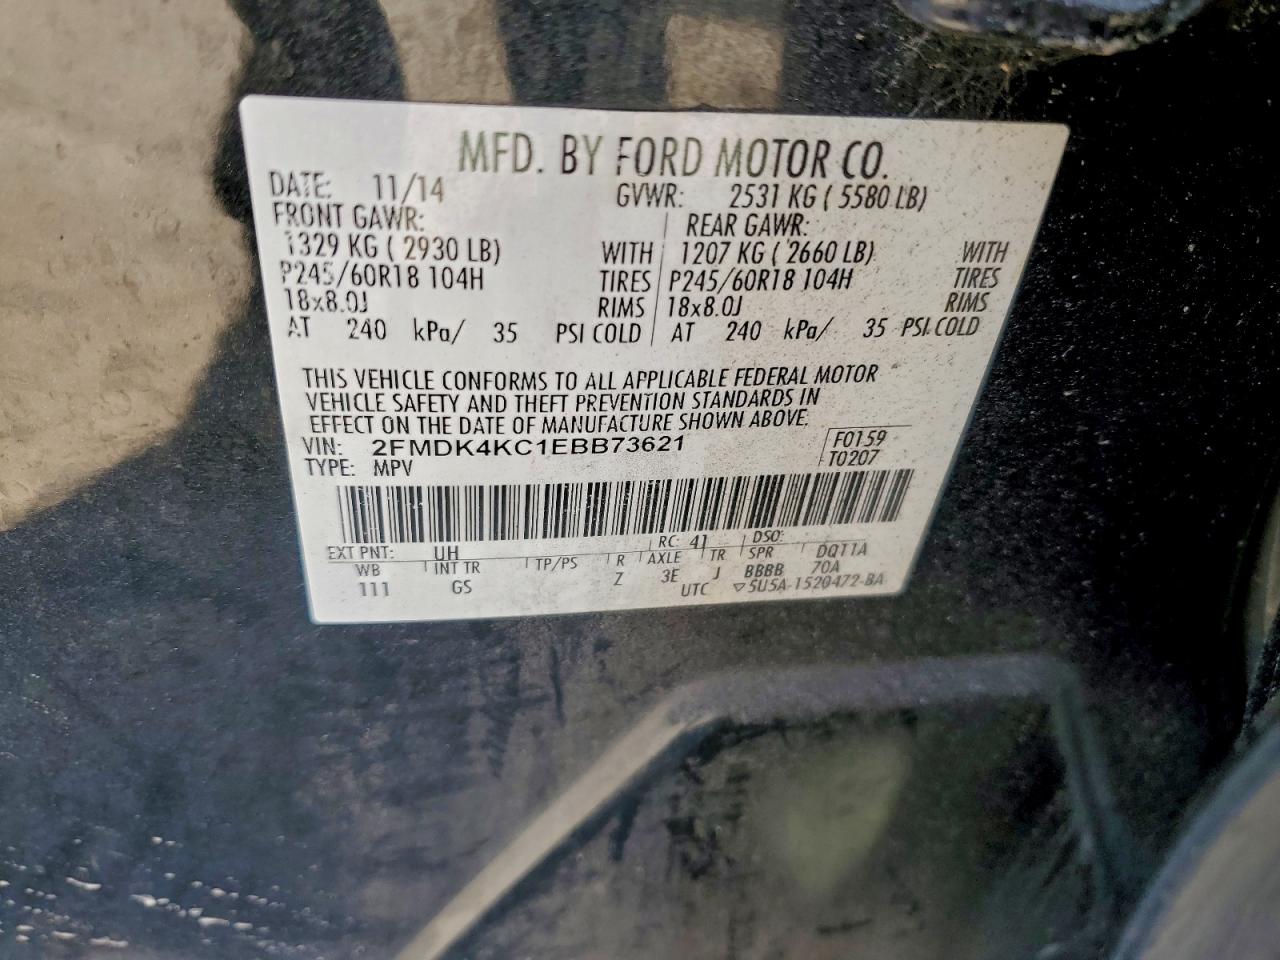 MFD. BY FORD MOTOR CO.
DATE: 11/14 GVWR: 2531 KG ( 5580 LB)
FRONT GAWR: REAR GAWR:
1329 KG ( 2930 LB) WITH 1207 KG ( 2660 LB) WITH
P245/60R18 104H TIRES P245/60R18 104H TIRES
18x8.0J RIMS 18x8.0J RIMS
AT 240 kPa/ 35 PSI COLD AT 240 kPa/ 35 PSI COLD
THIS VEHICLE CONFORMS TO ALL APPLICABLE FEDERAL MOTOR
VEHICLE SAFETY AND THEFT PREVENTION STANDARDS IN
EFFECT ON THE DATE OF MANUFACTURE SHOWN ABOVE.
VIN: 2FMDK4KC1EBB73621 F0159
TYPE: MPV T0207
EXT PNT: UH RC: 41 DSO:
WB INT TR TP/PS R AXLE TR SPR DQ11A
111 GS Z 3E J BBBB 70A
UTC ▽5U5A-1520472-BA